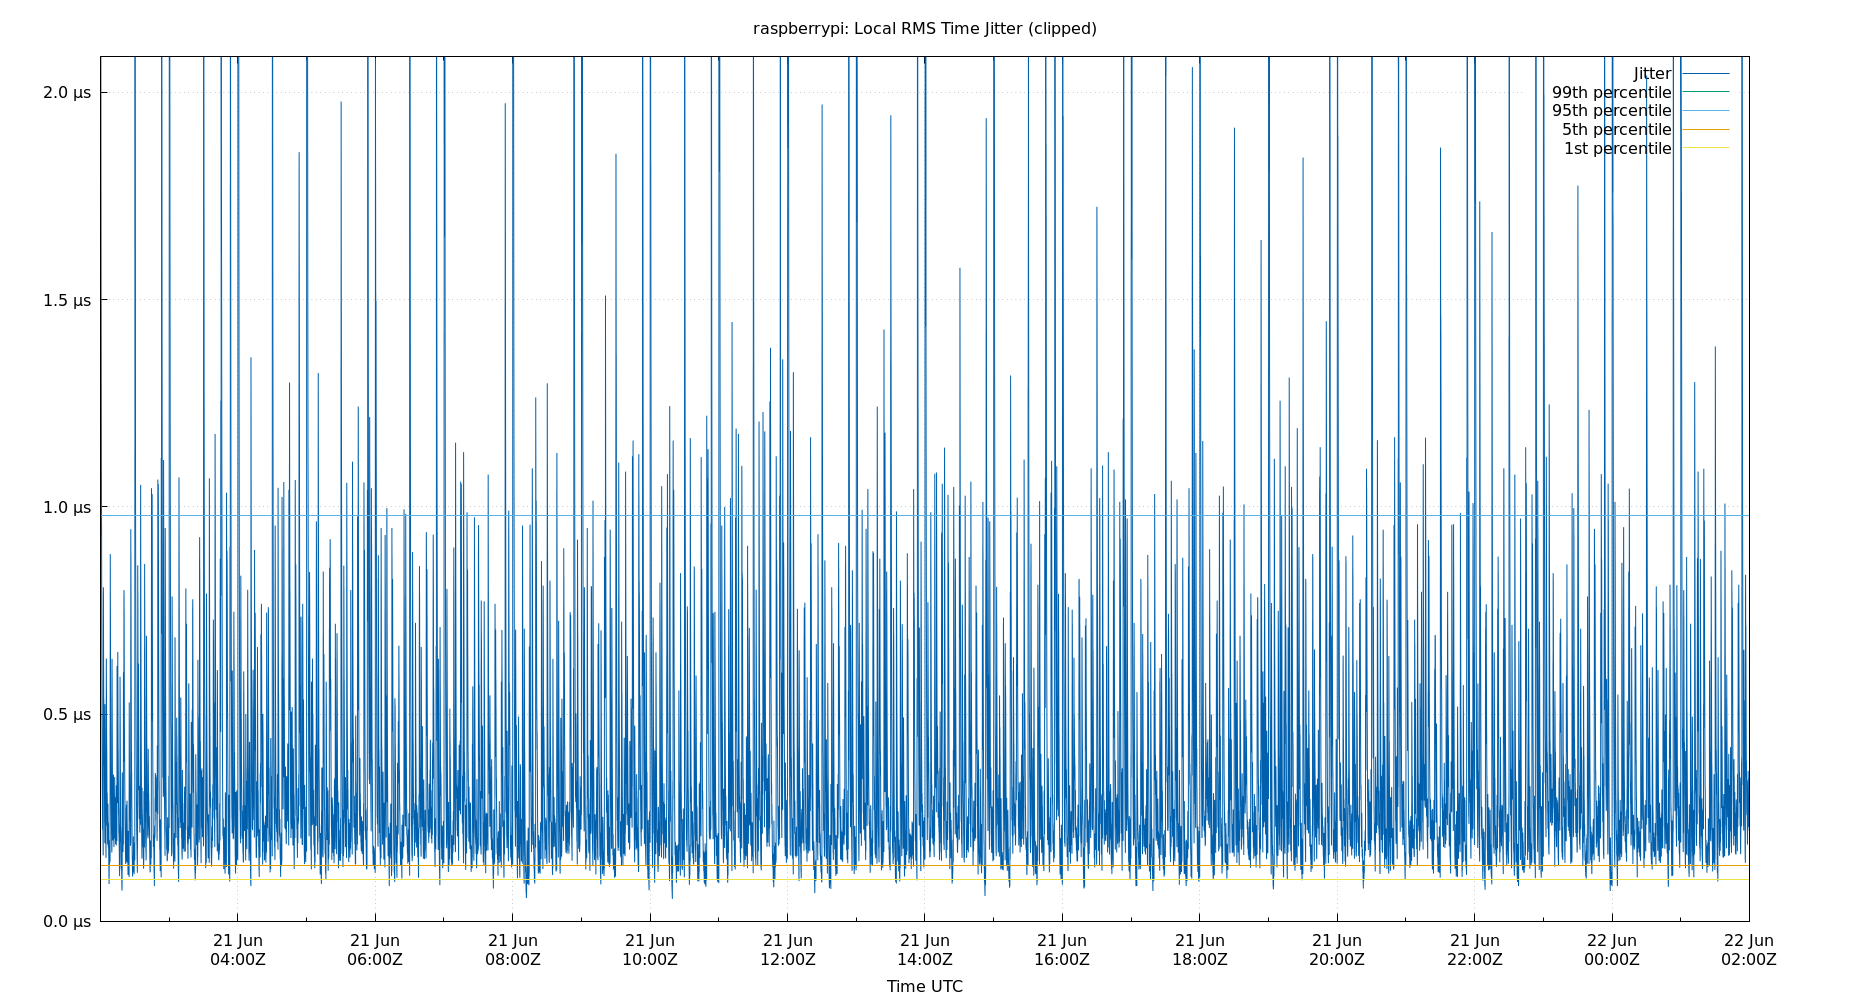 raspberrypi: Local RMS Time Jitter (clipped)
Jitter
99th percentile
95th percentile
5th percentile
1st percentile
2.0 µs
1.5 µs
1.0 µs
0.5 µs
0.0 µs
21 Jun 21 Jun 21 Jun 21 Jun 21 Jun 21 Jun 21 Jun 21 Jun 21 Jun 21 Jun 22 Jun 22 Jun
04:00Z 06:00Z 08:00Z 10:00Z 12:00Z 14:00Z 16:00Z 18:00Z 20:00Z 22:00Z 00:00Z 02:00Z
Time UTC